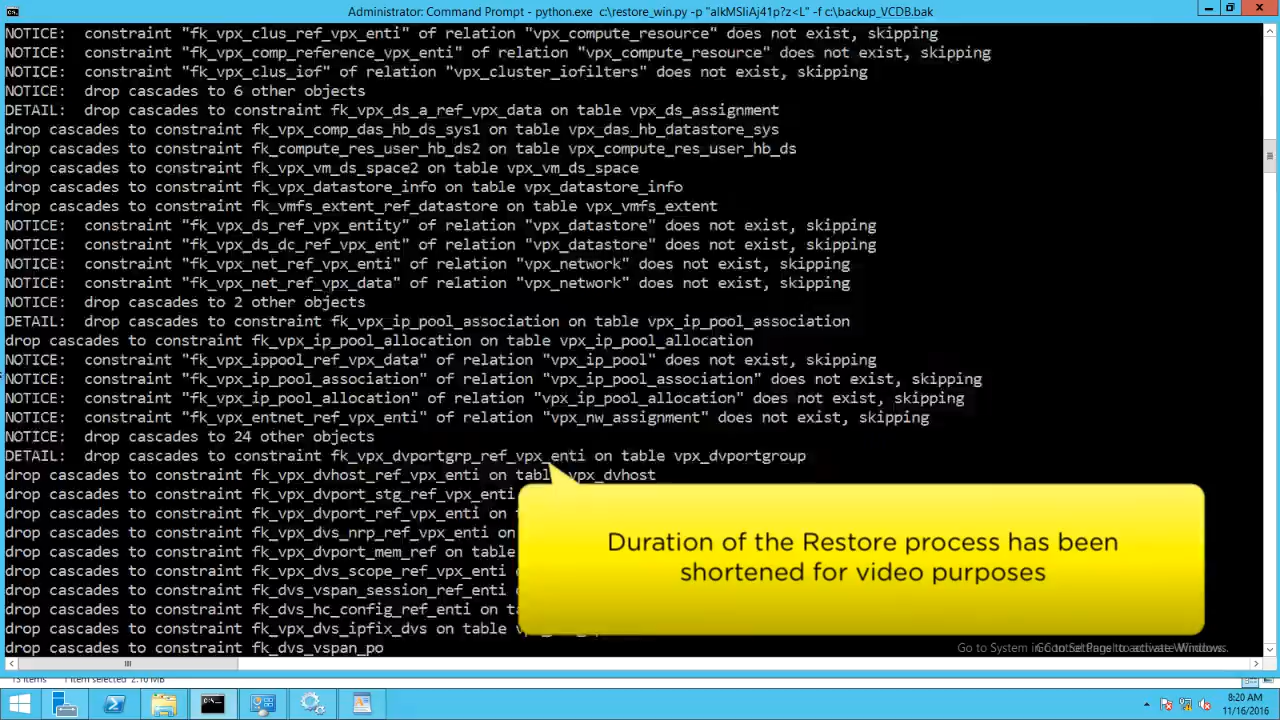 Administrator: Command Prompt - python.exe c:\restore_win.py -p "alkMSliAj41p?z<L" -f c:\backup_VCDB.bak
NOTICE: constraint "fk_vpx_clus_ref_vpx_enti" of relation "vpx_compute_resource" does not exist, skipping
NOTICE: constraint "fk_vpx_comp_reference_vpx_enti" of relation "vpx_compute_resource" does not exist, skipping
NOTICE: constraint "fk_vpx_clus_iof" of relation "vpx_cluster_iofilters" does not exist, skipping
NOTICE: drop cascades to 6 other objects
DETAIL: drop cascades to constraint fk_vpx_ds_a_ref_vpx_data on table vpx_ds_assignment
drop cascades to constraint fk_vpx_comp_das_hb_ds_sys1 on table vpx_das_hb_datastore_sys
drop cascades to constraint fk_compute_res_user_hb_ds2 on table vpx_compute_res_user_hb_ds
drop cascades to constraint fk_vpx_vm_ds_space2 on table vpx_vm_ds_space
drop cascades to constraint fk_vpx_datastore_info on table vpx_datastore_info
drop cascades to constraint fk_vmfs_extent_ref_datastore on table vpx_vmfs_extent
NOTICE: constraint "fk_vpx_ds_ref_vpx_entity" of relation "vpx_datastore" does not exist, skipping
NOTICE: constraint "fk_vpx_ds_dc_ref_vpx_ent" of relation "vpx_datastore" does not exist, skipping
NOTICE: constraint "fk_vpx_net_ref_vpx_enti" of relation "vpx_network" does not exist, skipping
NOTICE: constraint "fk_vpx_net_ref_vpx_data" of relation "vpx_network" does not exist, skipping
NOTICE: drop cascades to 2 other objects
DETAIL: drop cascades to constraint fk_vpx_ip_pool_association on table vpx_ip_pool_association
drop cascades to constraint fk_vpx_ip_pool_allocation on table vpx_ip_pool_allocation
NOTICE: constraint "fk_vpx_ippool_ref_vpx_data" of relation "vpx_ip_pool" does not exist, skipping
NOTICE: constraint "fk_vpx_ip_pool_association" of relation "vpx_ip_pool_association" does not exist, skipping
NOTICE: constraint "fk_vpx_ip_pool_allocation" of relation "vpx_ip_pool_allocation" does not exist, skipping
NOTICE: constraint "fk_vpx_entnet_ref_vpx_enti" of relation "vpx_nw_assignment" does not exist, skipping
NOTICE: drop cascades to 24 other objects
DETAIL: drop cascades to constraint fk_vpx_dvportgrp_ref_vpx_enti on table vpx_dvportgroup
drop cascades to constraint fk_vpx_dvhost_ref_vpx_enti on table vpx_dvhost
drop cascades to constraint fk_vpx_dvport_stg_ref_vpx_enti
drop cascades to constraint fk_vpx_dvport_ref_vpx_enti on
drop cascades to constraint fk_vpx_dvs_nrp_ref_vpx_enti
drop cascades to constraint fk_vpx_dvport_mem_ref on table
drop cascades to constraint fk_vpx_dvs_scope_ref_vpx_enti
drop cascades to constraint fk_dvs_vspan_session_ref_enti
drop cascades to constraint fk_dvs_hc_config_ref_enti on
drop cascades to constraint fk_vpx_dvs_ipfix_dvs on table
drop cascades to constraint fk_dvs_vspan_po
Duration of the Restore process has been
shortened for video purposes
13 items 1 item selected 2.10 MB
8:20 AM
11/16/2016